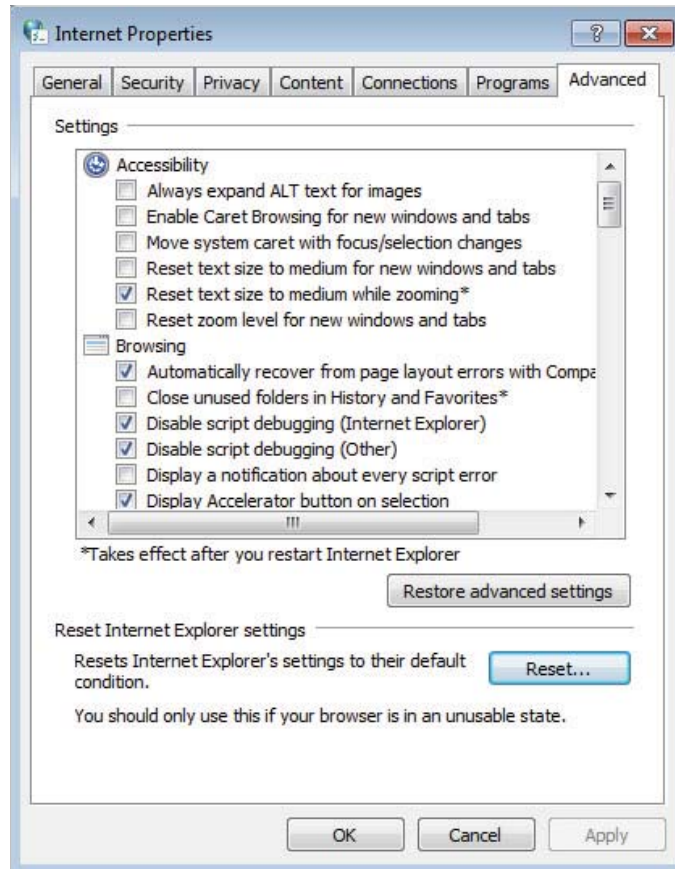 Internet Properties
General Security Privacy Content Connections Programs Advanced
Settings
Accessibility
Always expand ALT text for images
Enable Caret Browsing for new windows and tabs
Move system caret with focus/selection changes
Reset text size to medium for new windows and tabs
Reset text size to medium while zooming*
Reset zoom level for new windows and tabs
Browsing
Automatically recover from page layout errors with Compa
Close unused folders in History and Favorites*
Disable script debugging (Internet Explorer)
Disable script debugging (Other)
Display a notification about every script error
Display Accelerator button on selection
*Takes effect after you restart Internet Explorer
Restore advanced settings
Reset Internet Explorer settings
Resets Internet Explorer's settings to their default
condition.
Reset...
You should only use this if your browser is in an unusable state.
OK Cancel Apply